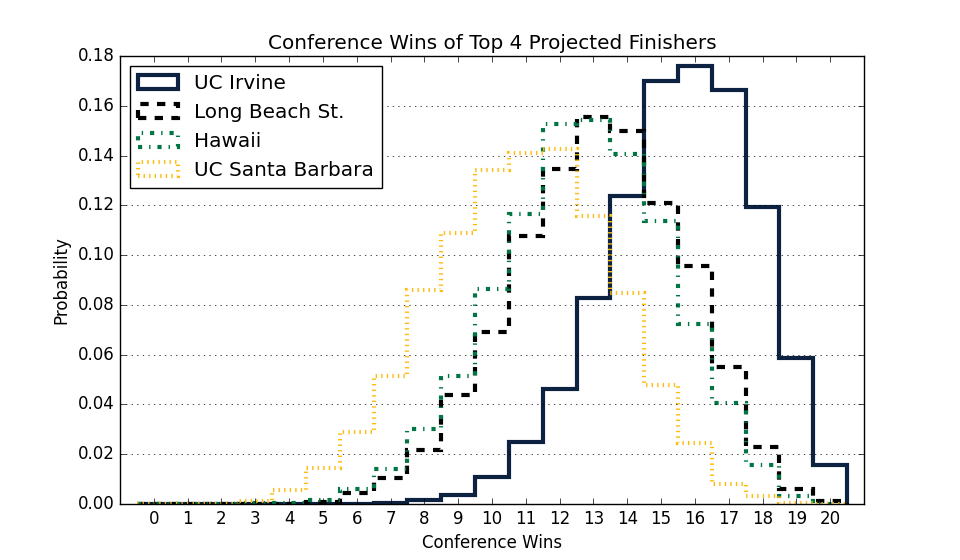 Conference Wins of Top 4 Projected Finishers
0.18
0.16
0.14
0.12
0.10
0.08
0.06
0.04
0.02
0.00
Probability
UC Irvine
Long Beach St.
Hawaii
UC Santa Barbara
0 1 2 3 4 5 6 7 8 9 10 11 12 13 14 15 16 17 18 19 20
Conference Wins